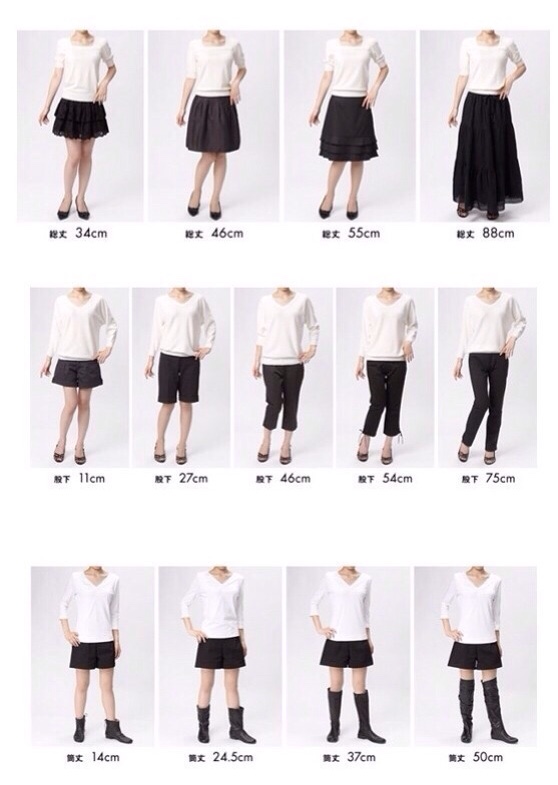 総丈 34cm
総丈 46cm
総丈 55cm
総丈 88cm
股下 11cm
股下 27cm
股下 46cm
股下 54cm
股下 75cm
筒丈 14cm
筒丈 24.5cm
筒丈 37cm
筒丈 50cm